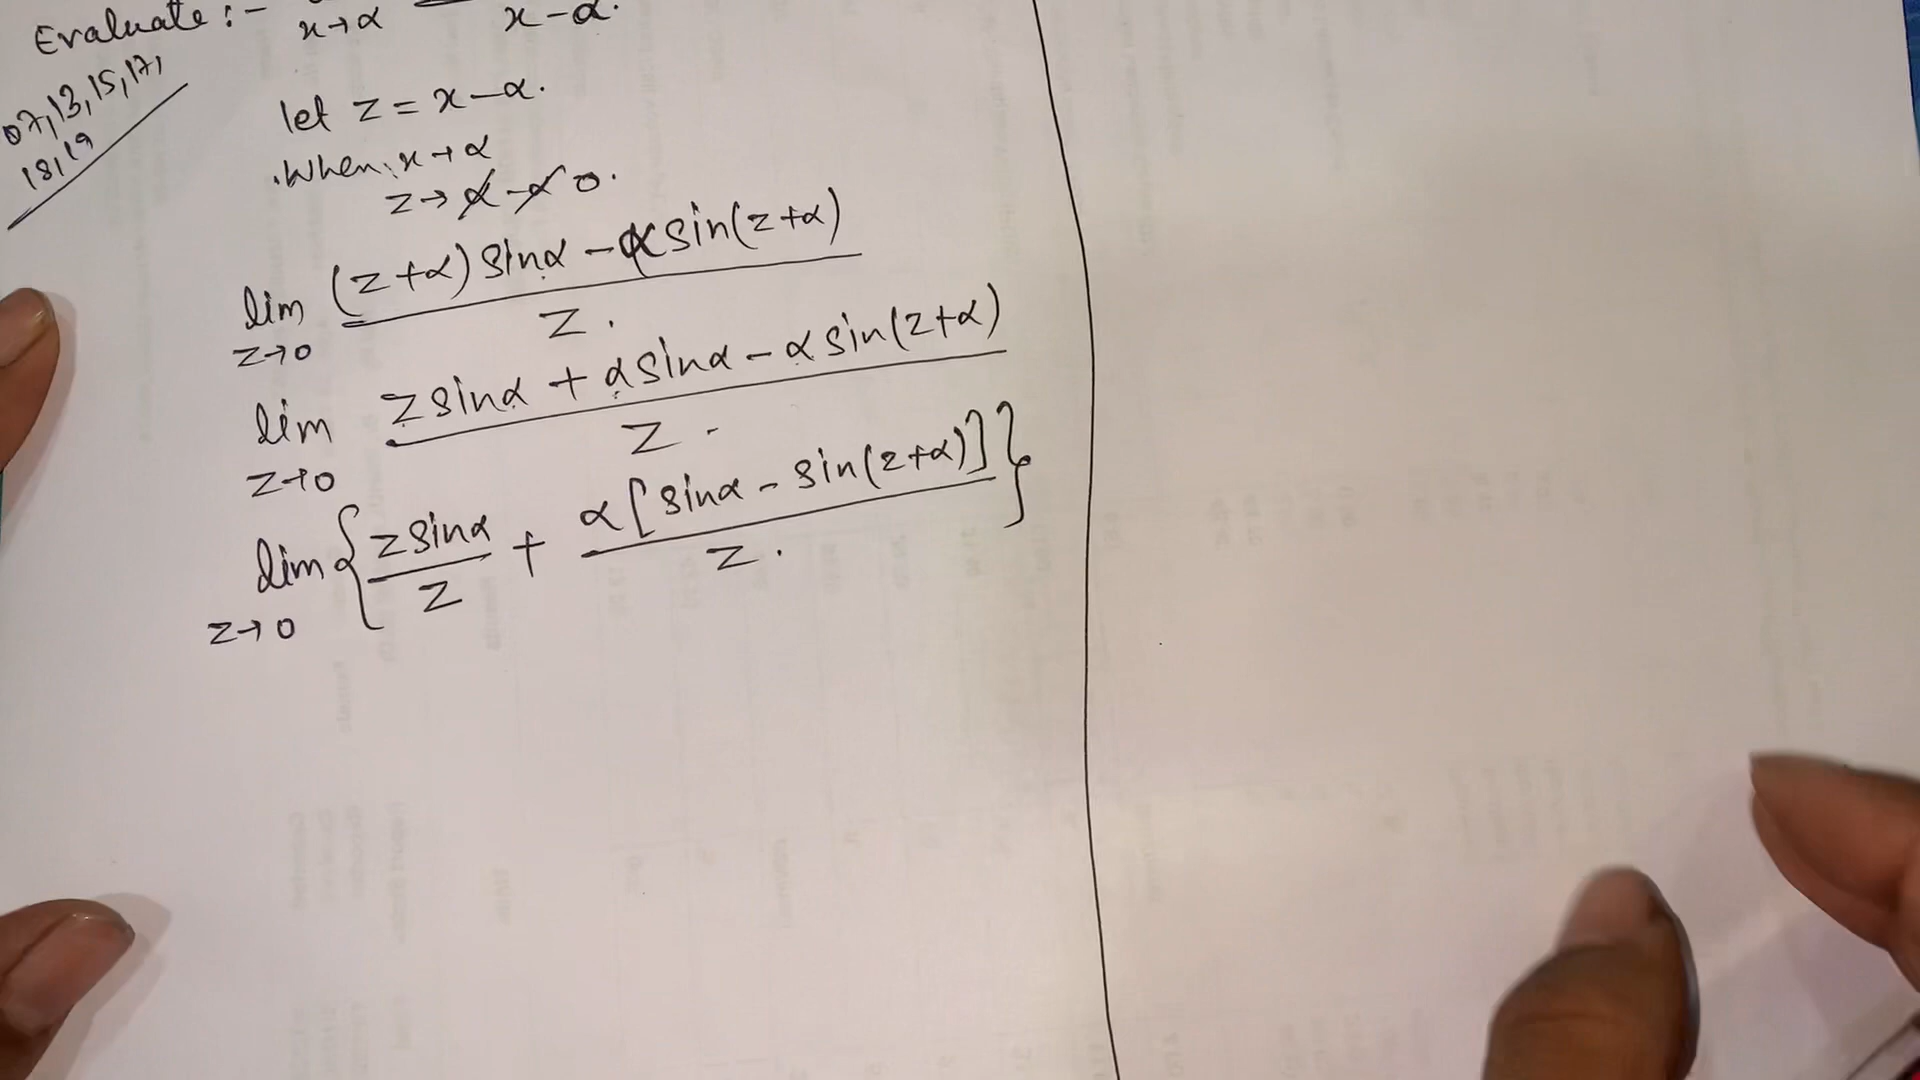 Evaluate :-
x→α
x-α.
07, 13, 15, 17,
18, 19
let z = x-α.
When x→α
z→ α-α 0.
lim (z+α) sinα - α sin(z+α)
z→0 z.
lim z sinα + α sinα - α sin(z+α)
z→0 z.
lim { z sinα / z + α [ sinα - sin(z+α) ] / z. }
z→0